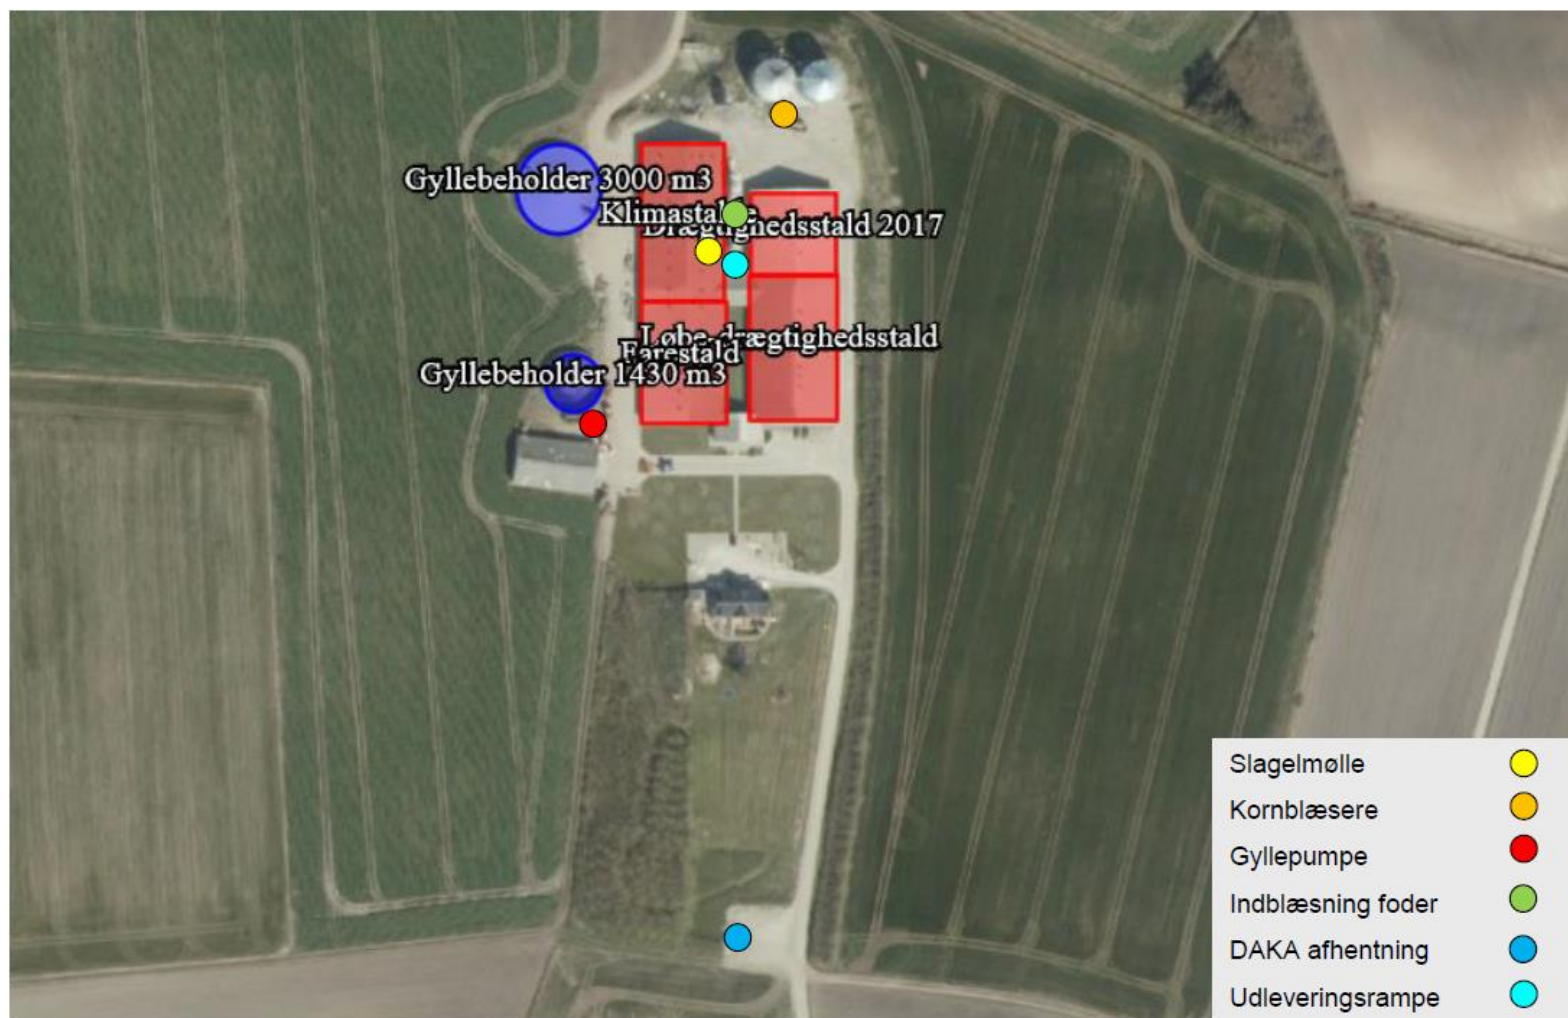 Gyllebeholder 3000 m3
Klimastalde
Drægtighedsstald 2017
Løbe-drægtighedsstald
Farestald
Gyllebeholder 1430 m3
Slagelmølle
Kornblæsere
Gyllepumpe
Indblæsning foder
DAKA afhentning
Udleveringsrampe